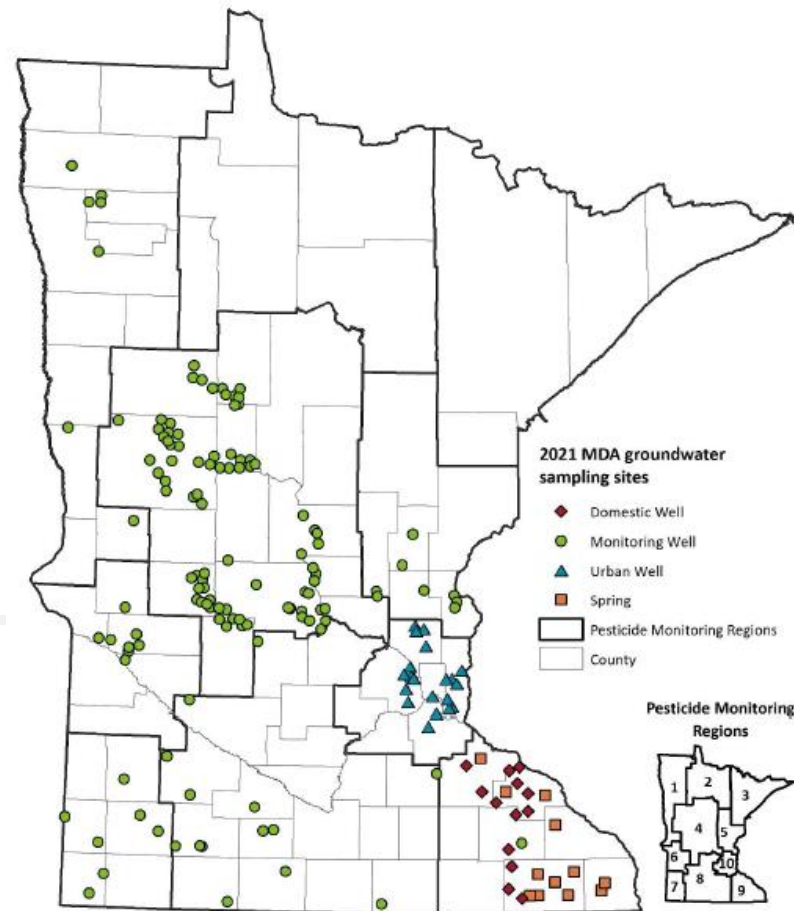 2021 MDA groundwater
sampling sites
Domestic Well
Monitoring Well
Urban Well
Spring
Pesticide Monitoring Regions
County
Pesticide Monitoring
Regions
1
2
3
4
5
6
10
7
8
9